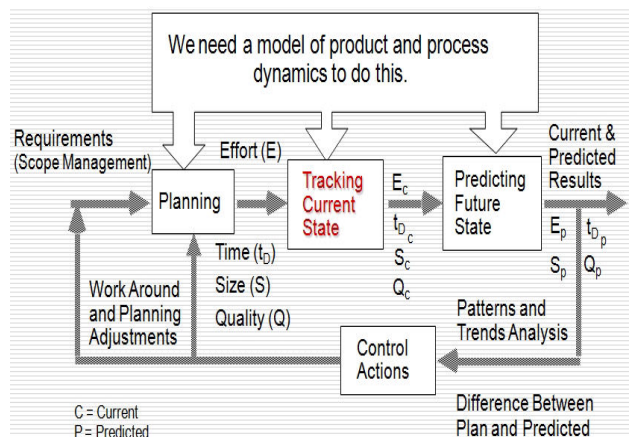 We need a model of product and process
dynamics to do this.
Requirements
(Scope Management)
Effort (E)
Current &
Predicted
Results
Planning
Tracking
Current
State
Ec
tDc
Sc
Qc
Predicting
Future
State
Ep tDp
Sp Qp
Time (tD)
Size (S)
Quality (Q)
Work Around
and Planning
Adjustments
Patterns and
Trends Analysis
Control
Actions
Difference Between
Plan and Predicted
C = Current
P = Predicted